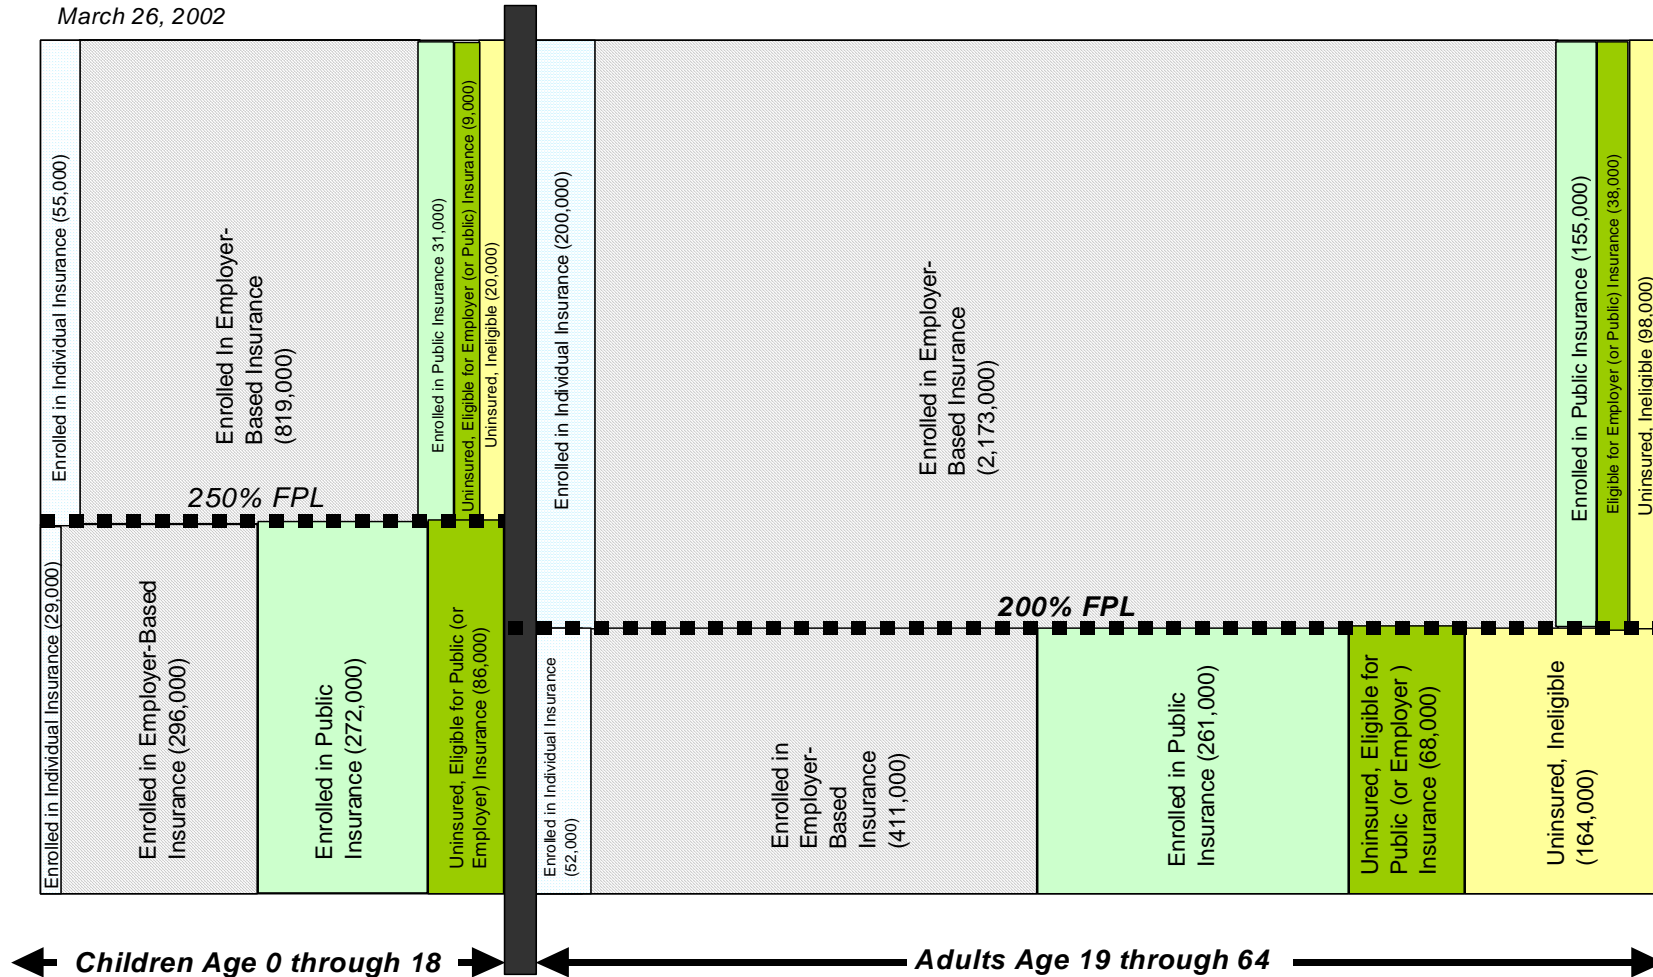 March 26, 2002
Enrolled in Individual Insurance (55,000)
Enrolled In Employer-
Based Insurance
(819,000)
Enrolled in Public Insurance 31,000)
Uninsured, Eligible for Employer (or Public) Insurance (9,000)
Uninsured, Ineligible (20,000)
250% FPL
Enrolled in Individual Insurance (29,000)
Enrolled in Employer-Based
Insurance (296,000)
Enrolled in Public
Insurance (272,000)
Uninsured, Eligible for Public (or
Employer) Insurance (86,000)
Enrolled in Individual Insurance (200,000)
Enrolled in Employer-
Based Insurance
(2,173,000)
Enrolled in Public Insurance (155,000)
Eligible for Employer (or Public) Insurance (38,000)
Uninsured, Ineligible (98,000)
200% FPL
Enrolled in Individual Insurance
(52,000)
Enrolled in
Employer-
Based
Insurance
(411,000)
Enrolled in Public
Insurance (261,000)
Uninsured, Eligible for
Public (or Employer )
Insurance (68,000)
Uninsured, Ineligible
(164,000)
Children Age 0 through 18
Adults Age 19 through 64